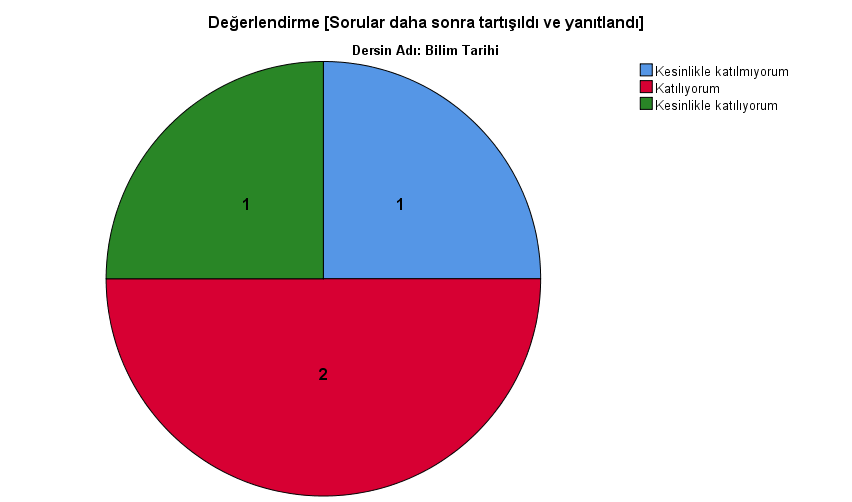 Değerlendirme [Sorular daha sonra tartışıldı ve yanıtlandı]
Dersin Adı: Bilim Tarihi
Kesinlikle katılmıyorum
Katılıyorum
Kesinlikle katılıyorum
1
1
2